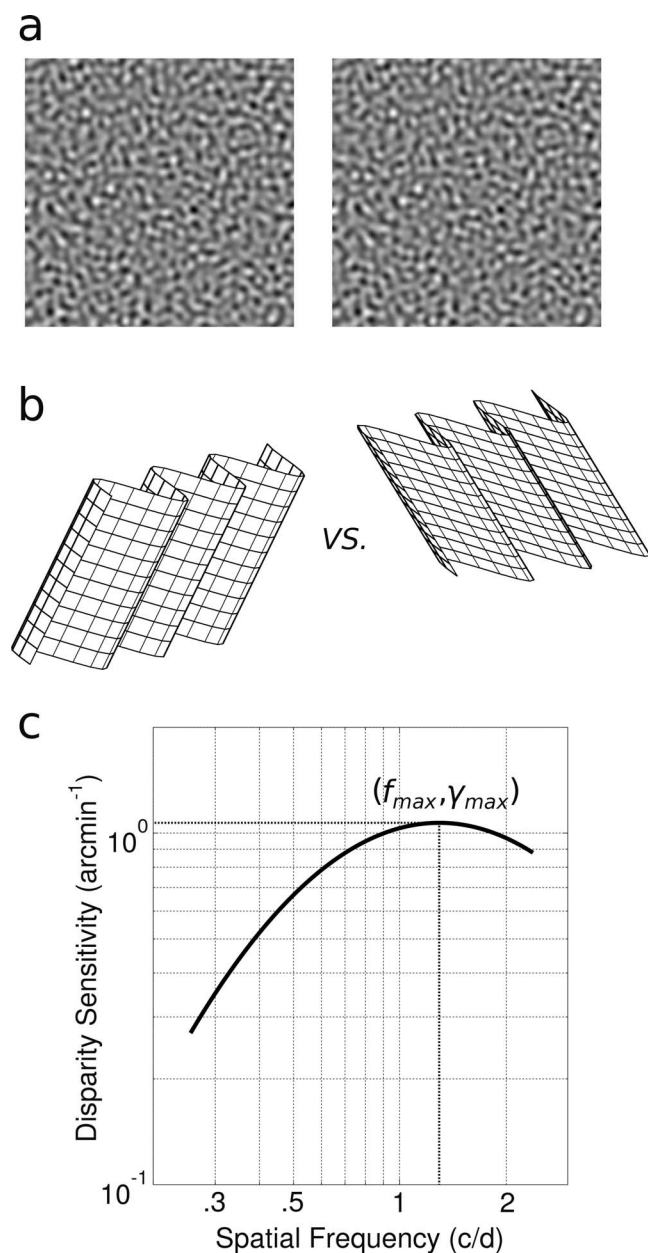 a
b
vs.
c
(f_max, γ_max)
10^0
10^-1
Disparity Sensitivity (arcmin^-1)
.3 .5 1 2
Spatial Frequency (c/d)